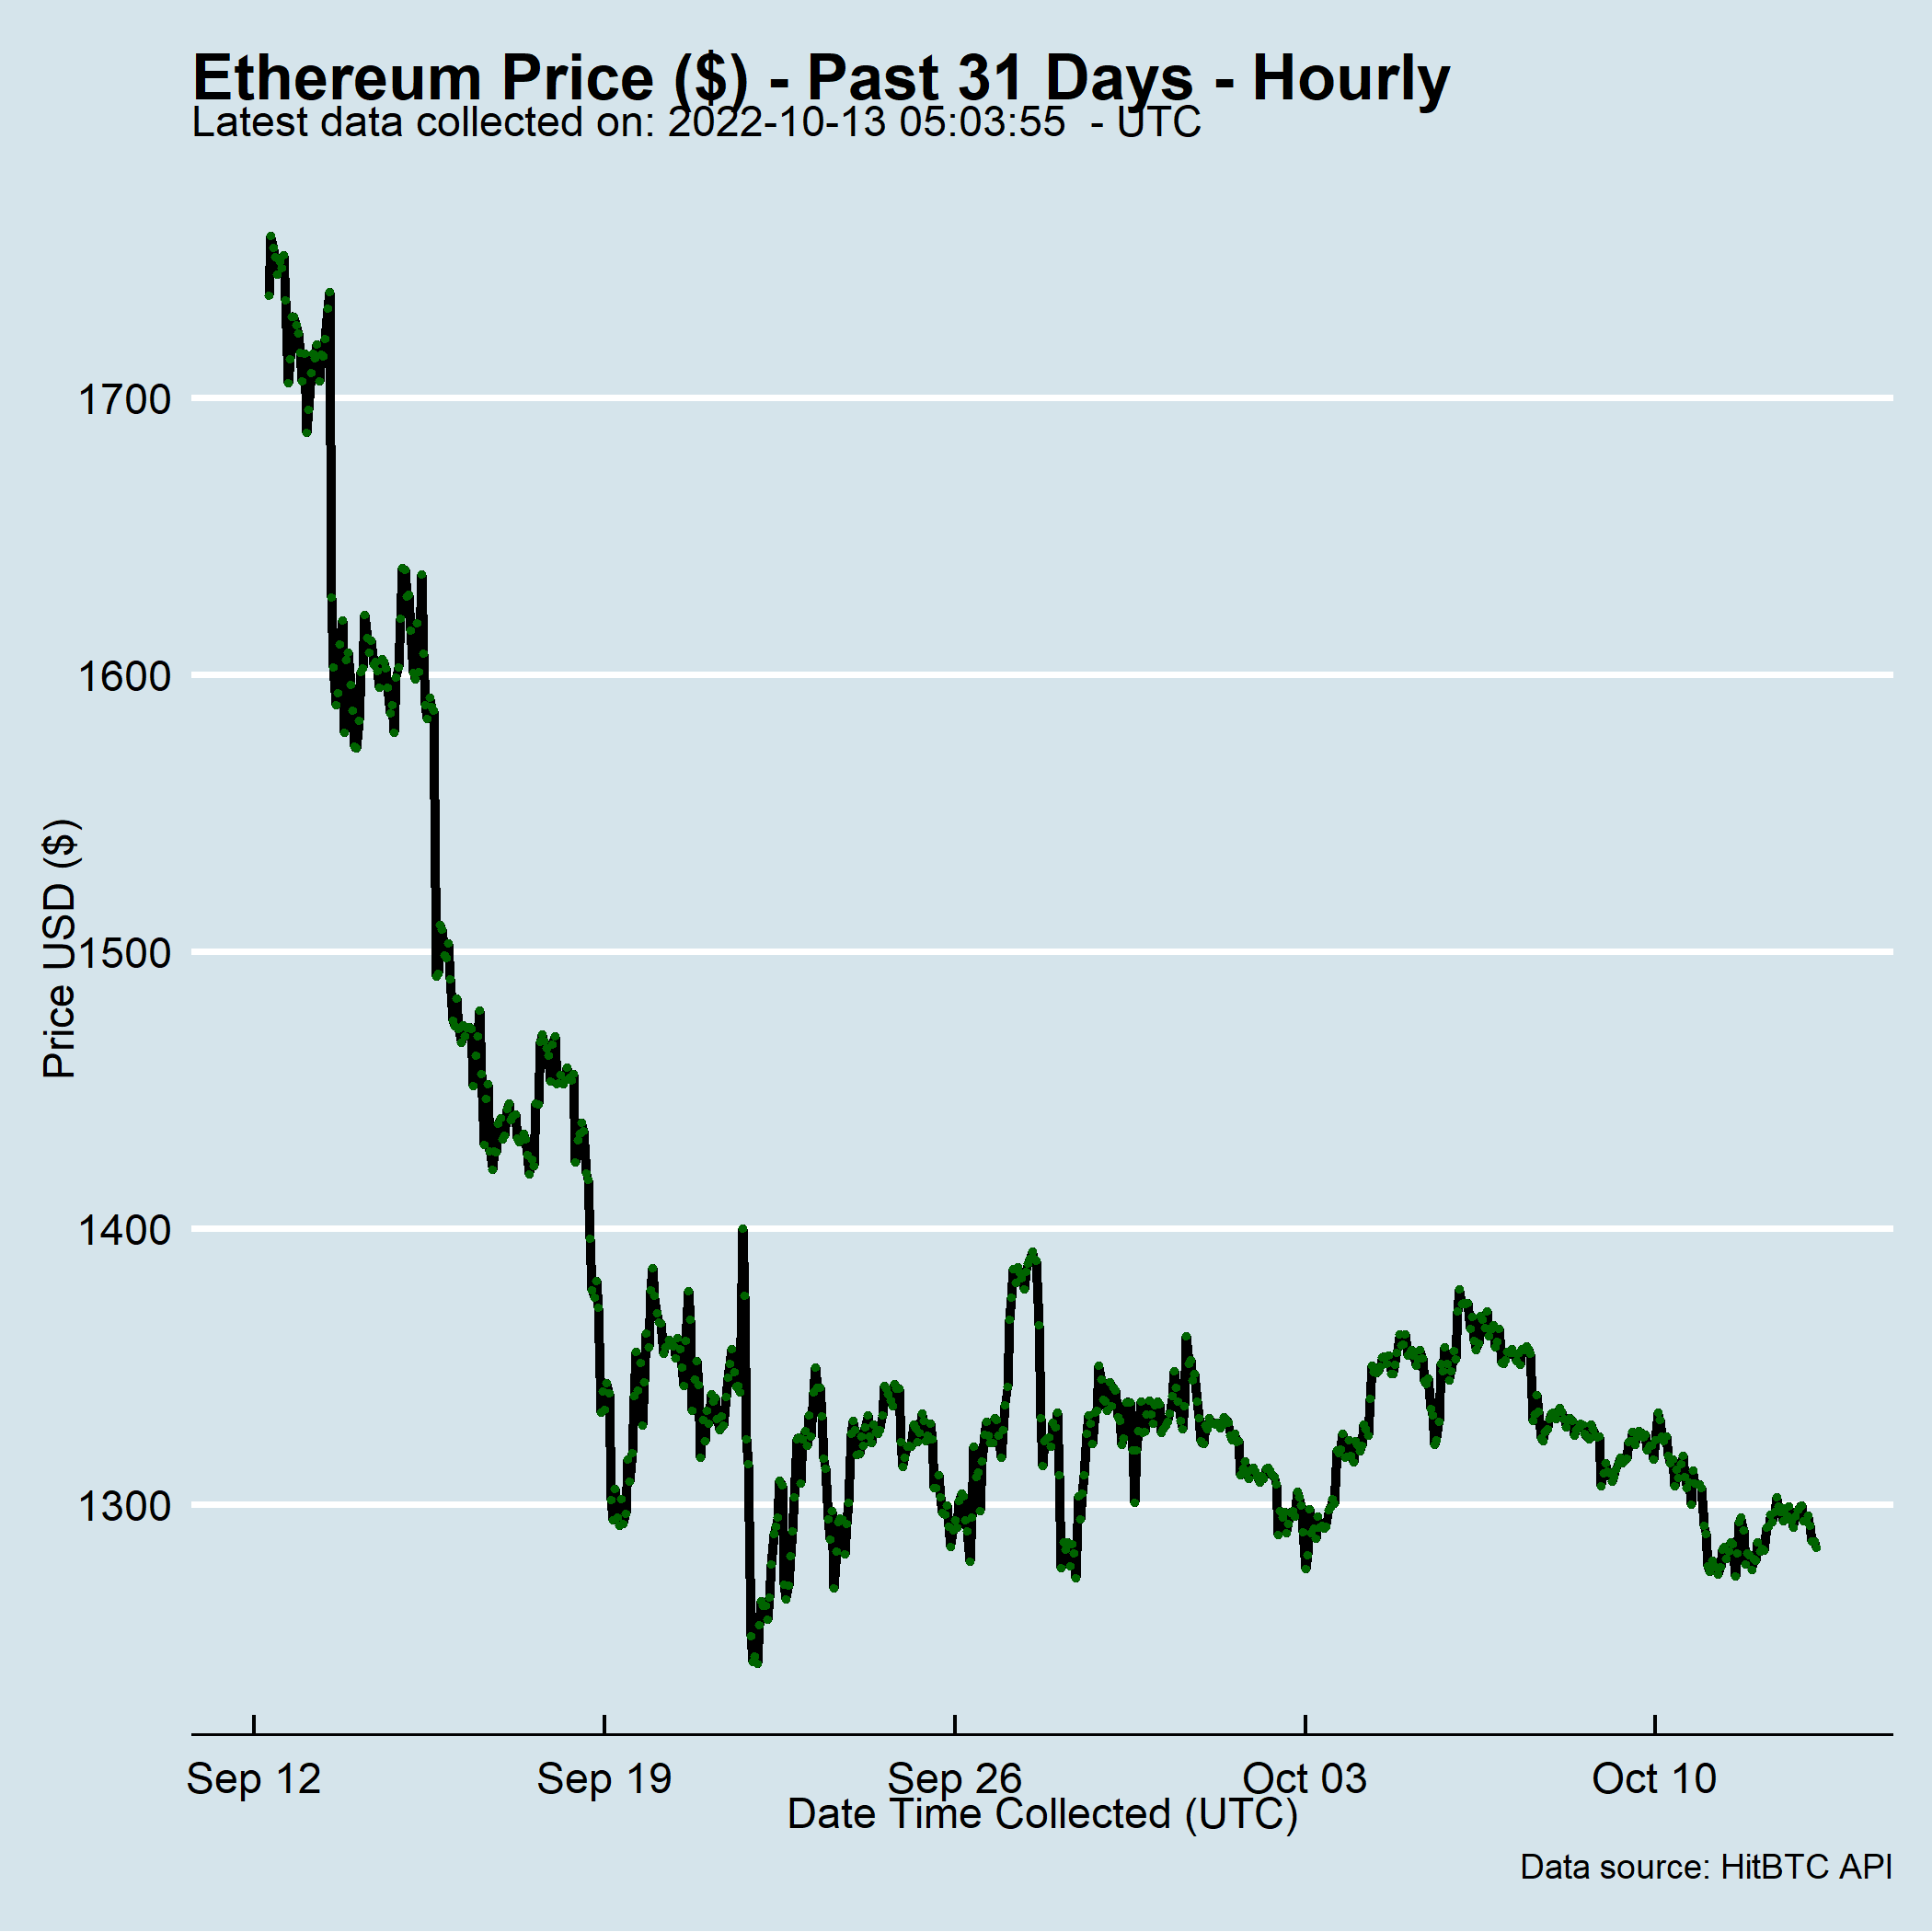 Ethereum Price ($) - Past 31 Days - Hourly
Latest data collected on: 2022-10-13 05:03:55  - UTC
Price USD ($)
1700
1600
1500
1400
1300
Sep 12
Sep 19
Sep 26
Oct 03
Oct 10
Date Time Collected (UTC)
Data source: HitBTC API